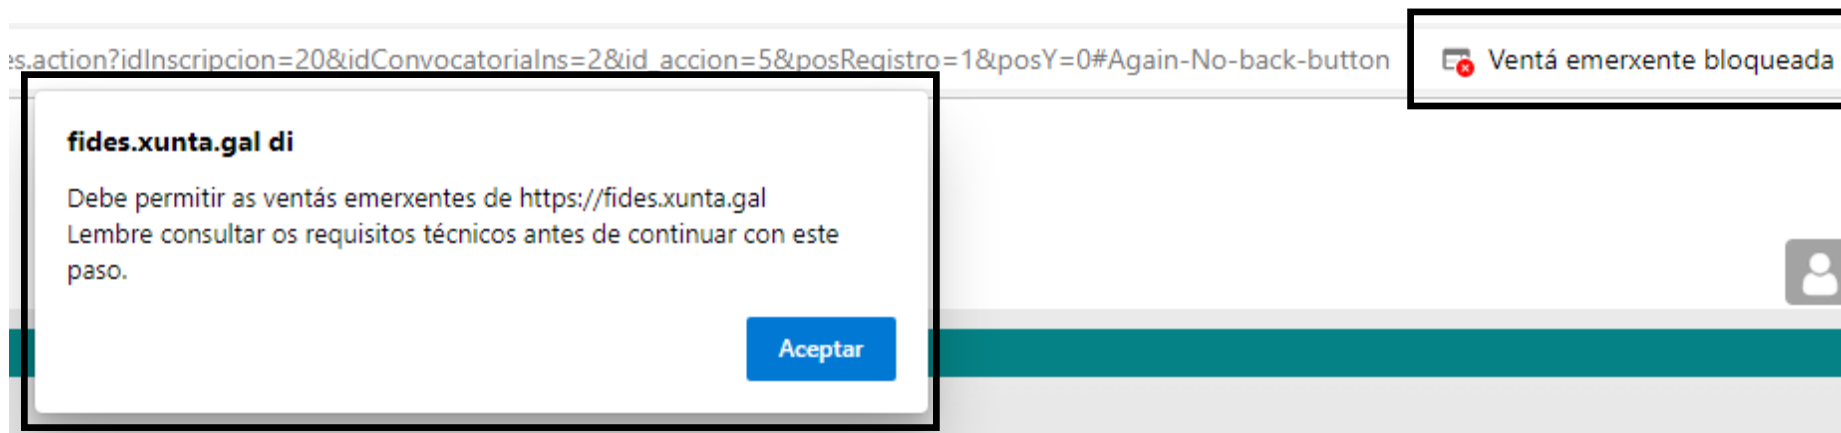 es.action?idInscripcion=20&idConvocatoriaIns=2&id_accion=5&posRegistro=1&posY=0#Again-No-back-button
Ventá emerxente bloqueada
fides.xunta.gal di
Debe permitir as ventás emerxentes de https://fides.xunta.gal
Lembre consultar os requisitos técnicos antes de continuar con este
paso.
Aceptar